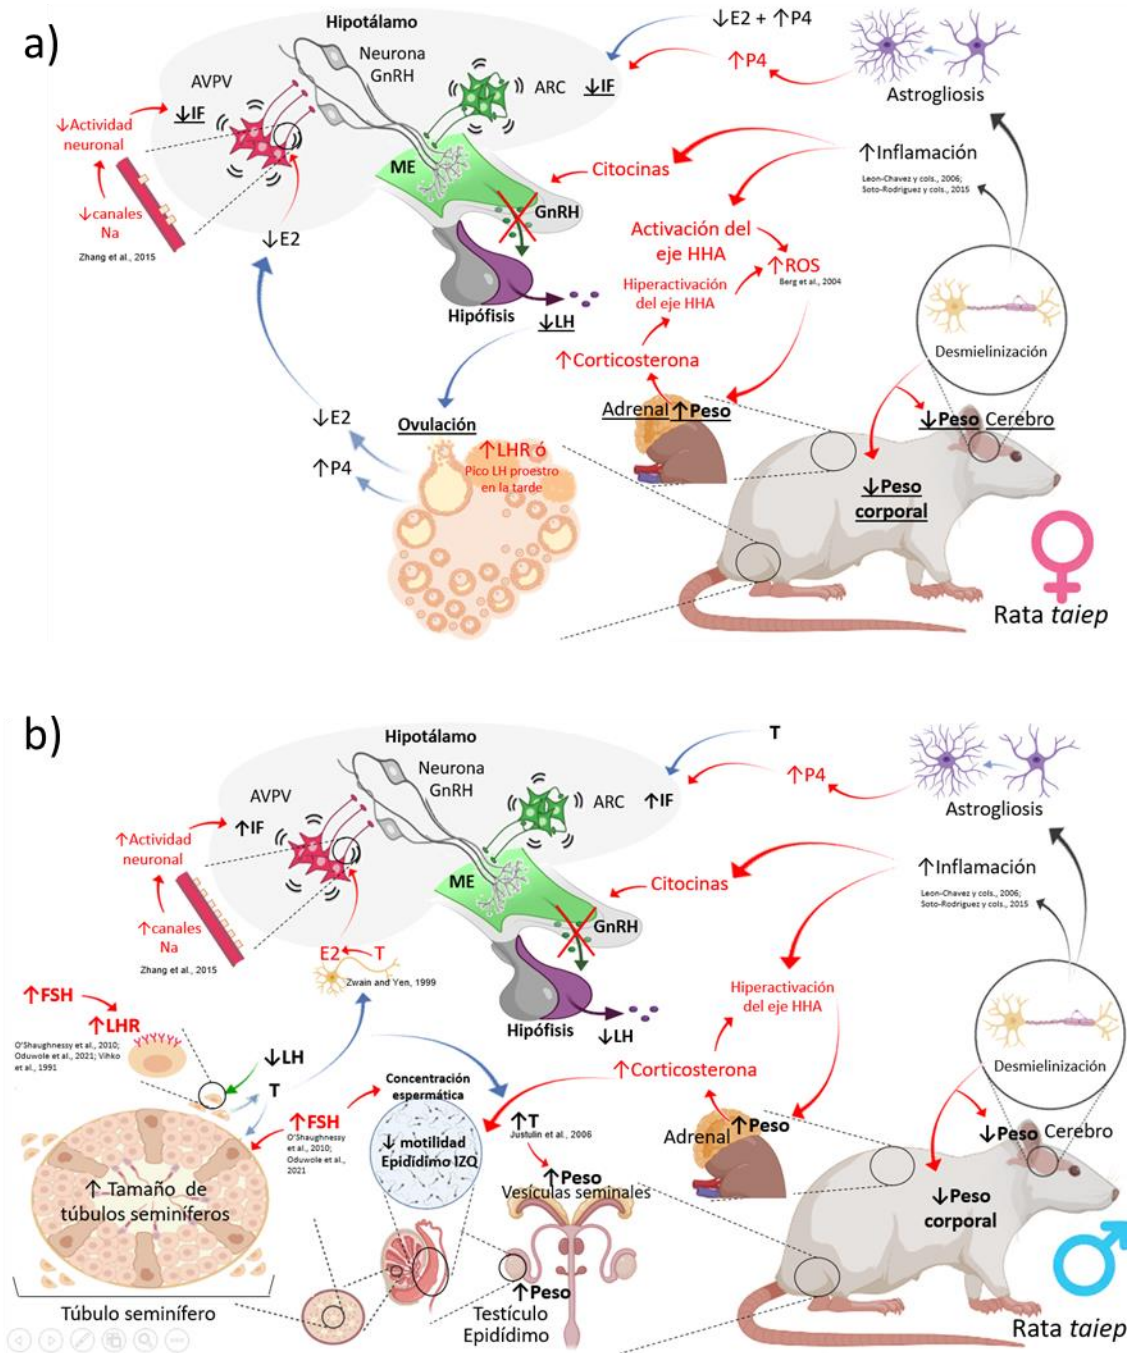 a)
Hipotálamo
Neurona
GnRH
AVPV
↓IF
ARC
↓IF
↓E2 + ↑P4
↑P4
Astrogliosis
↓Actividad
neuronal
↓canales
Na
Zhang et al., 2015
↓E2
ME
GnRH
Citocinas
↑Inflamación
Leon-Chavez y cols., 2006;
Soto-Rodriguez y cols., 2015
Activación del
eje HHA
↑ROS
Berg et al., 2004
Hiperactivación
del eje HHA
Hipófisis
↓LH
↑Corticosterona
Desmielinización
Adrenal ↑Peso
↓Peso Cerebro
↓E2
↑P4
Ovulación
↑LHR ó
Pico LH proestro
en la tarde
↓Peso
corporal
Rata taiep
b)
Hipotálamo
Neurona
GnRH
AVPV
↑IF
ARC
↑IF
T
↑P4
Astrogliosis
↑Actividad
neuronal
↑canales
Na
Zhang et al., 2015
E2
T
Zwain and Yen, 1999
ME
GnRH
Citocinas
↑Inflamación
Leon-Chavez y cols., 2006;
Soto-Rodriguez y cols., 2015
Hiperactivación
del eje HHA
Hipófisis
↓LH
↑FSH
↑LHR
O'Shaughnessy et al., 2010;
Oduwole et al., 2021; Vihko
et al., 1991
↓LH
T
↑FSH
O'Shaughnessy
et al., 2010;
Oduwole et al.,
2021
Concentración
espermática
↓ motilidad
Epidídimo IZQ
↑T
Justulin et al., 2006
↑Peso
Vesículas seminales
↑Corticosterona
Adrenal
↑Peso
Desmielinización
↓Peso Cerebro
↓Peso
corporal
↑ Tamaño de
túbulos seminíferos
Túbulo seminífero
↑Peso
Testículo
Epidídimo
Rata taiep